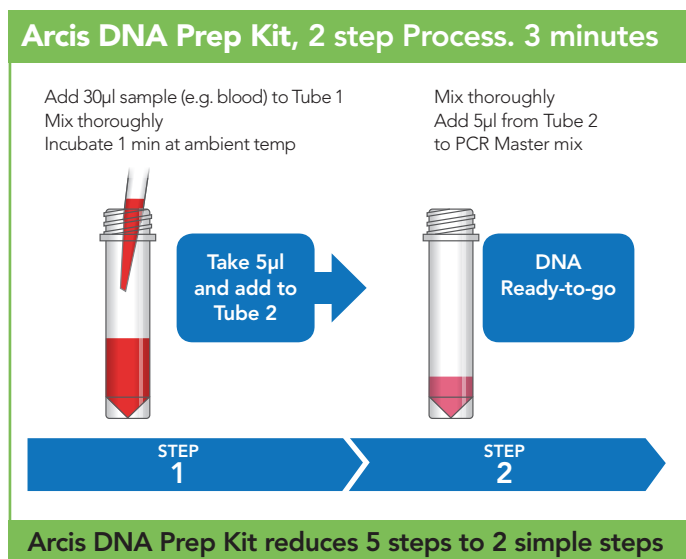 Arcis DNA Prep Kit, 2 step Process. 3 minutes
Add 30µl sample (e.g. blood) to Tube 1
Mix thoroughly
Incubate 1 min at ambient temp
Mix thoroughly
Add 5µl from Tube 2
to PCR Master mix
Take 5µl
and add to
Tube 2
DNA
Ready-to-go
STEP
1
STEP
2
Arcis DNA Prep Kit reduces 5 steps to 2 simple steps